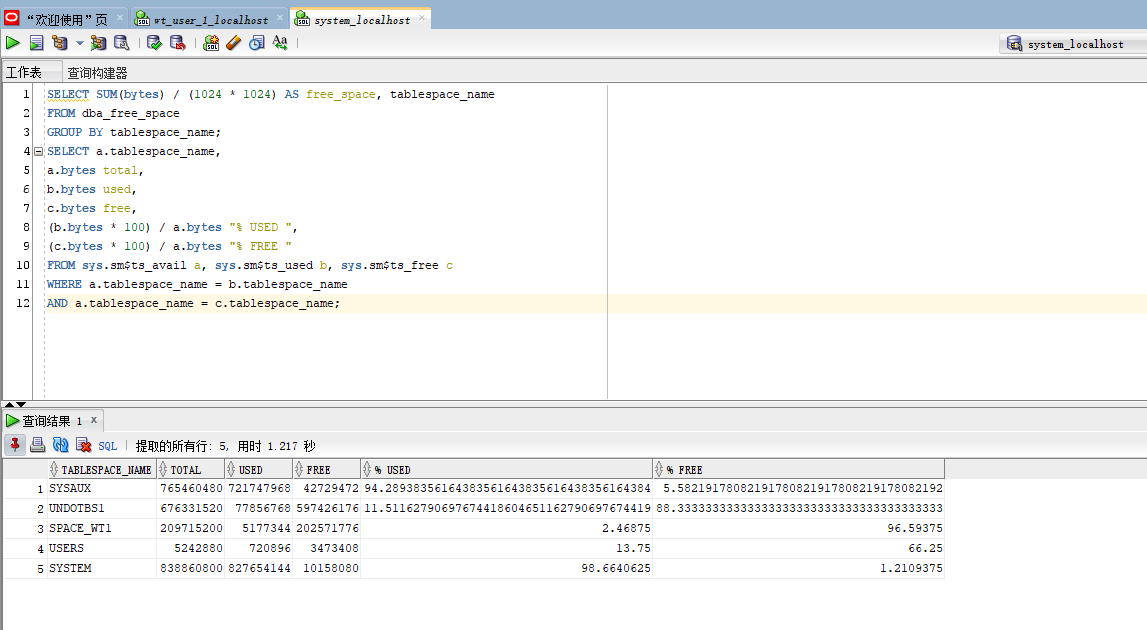 “欢迎使用”页 wt_user_1_localhost system_localhost
system_localhost
工作表 查询构建器
1 SELECT SUM(bytes) / (1024 * 1024) AS free_space, tablespace_name
2 FROM dba_free_space
3 GROUP BY tablespace_name;
4 SELECT a.tablespace_name,
5 a.bytes total,
6 b.bytes used,
7 c.bytes free,
8 (b.bytes * 100) / a.bytes "% USED ",
9 (c.bytes * 100) / a.bytes "% FREE "
10 FROM sys.sm$ts_avail a, sys.sm$ts_used b, sys.sm$ts_free c
11 WHERE a.tablespace_name = b.tablespace_name
12 AND a.tablespace_name = c.tablespace_name;
查询结果 1
SQL | 提取的所有行: 5, 用时 1.217 秒
TABLESPACE_NAME TOTAL USED FREE % USED % FREE
1 SYSAUX 765460480 721747968 42729472 94.28938356164383561643835616438356164384 5.58219178082191780821917808219178082192
2 UNDOTBS1 676331520 77856768 597426176 11.51162790697674418604651162790697674419 88.33333333333333333333333333333333333333
3 SPACE_WT1 209715200 5177344 202571776 2.46875 96.59375
4 USERS 5242880 720896 3473408 13.75 66.25
5 SYSTEM 838860800 827654144 10158080 98.6640625 1.2109375